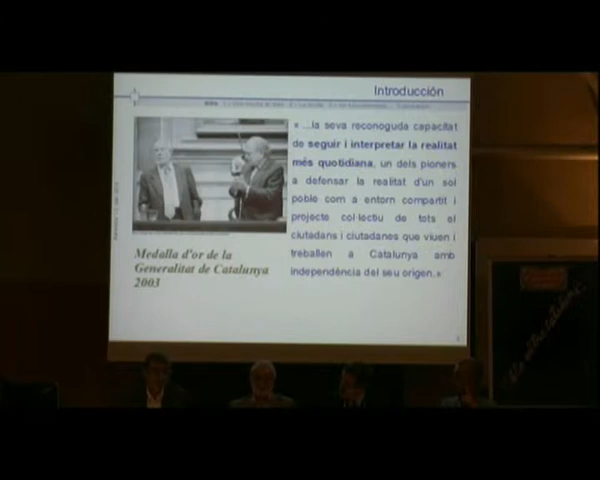 Introducción
« ...la seva reconoguda capacitat
de seguir i interpretar la realitat
més quotidiana, un dels pioners
a defensar la realitat d'un sol
poble com a entorn compartit i
projecte col·lectiu de tots el
ciutadans i ciutadanes que viuen i
treballen a Catalunya amb
independència del seu origen.»
Medalla d'or de la
Generalitat de Catalunya
2003